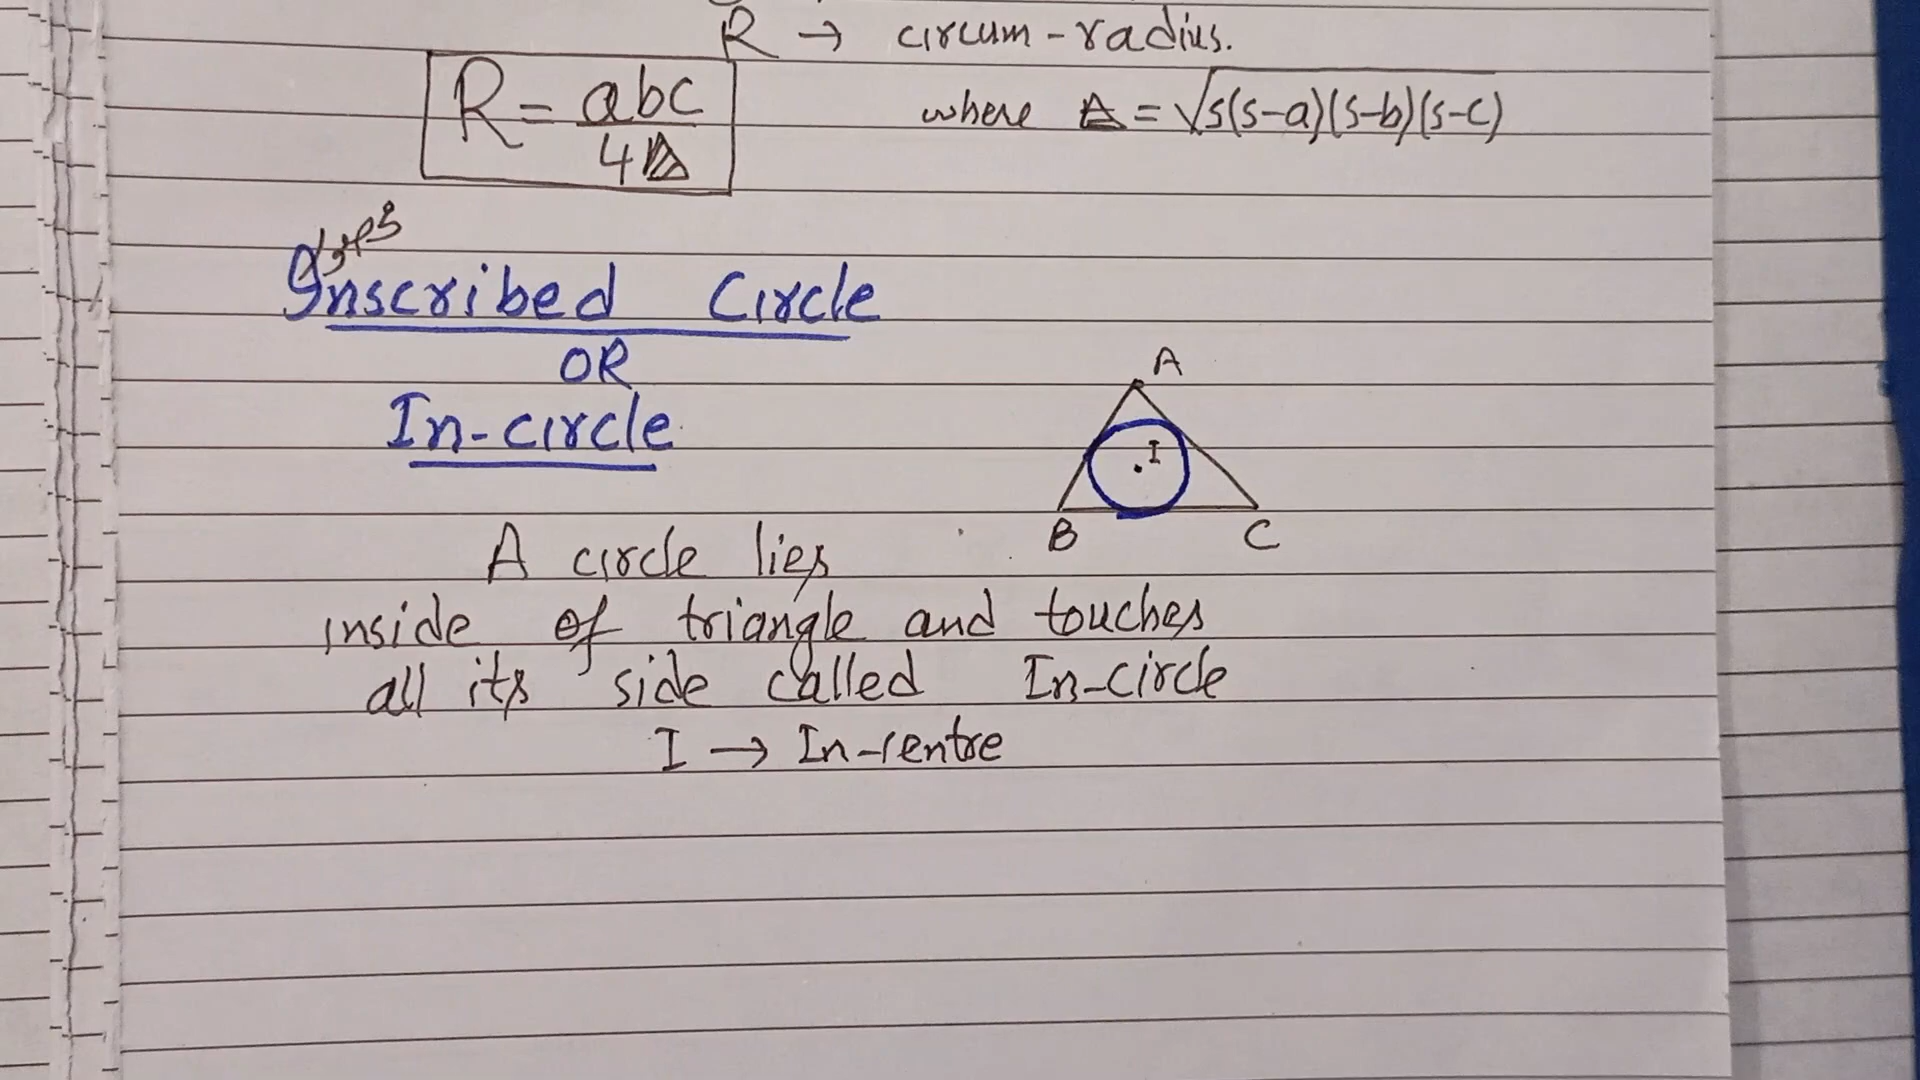 R → circum-radius.
R = abc/4∆ where ∆ = √s(s-a)(s-b)(s-c)
Inscribed Circle
OR
In-circle
A
I
B C
A circle lies
inside of triangle and touches
all its side called In-circle
I → In-centre